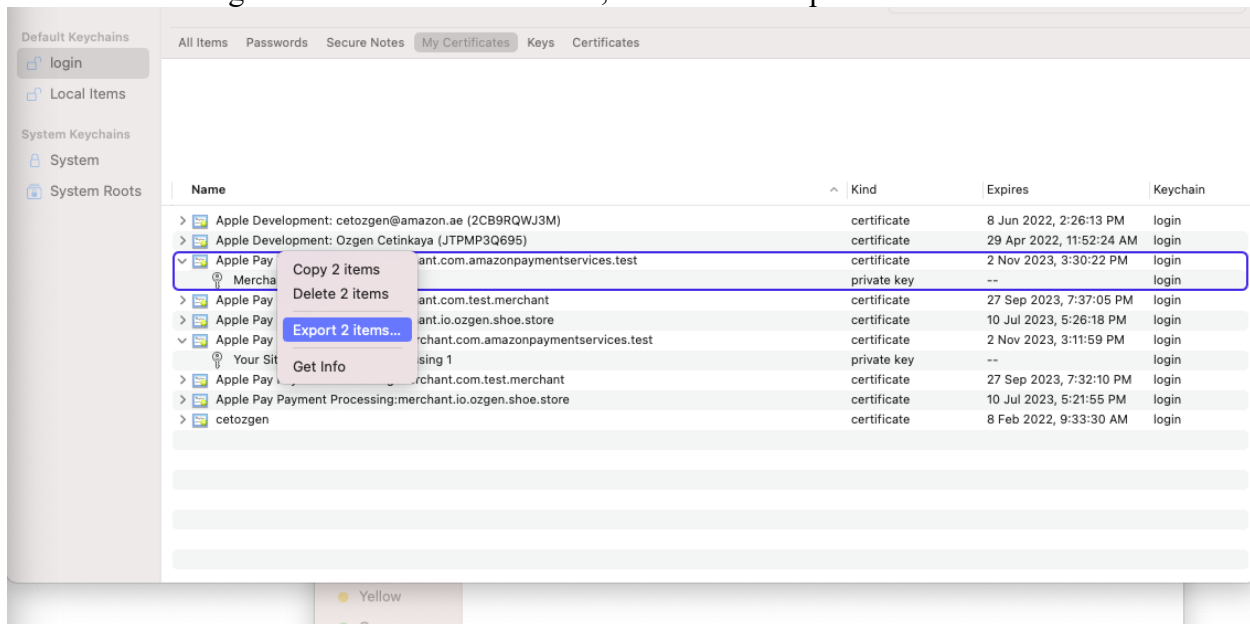 Default Keychains
login
Local Items
System Keychains
System
System Roots
All Items Passwords Secure Notes My Certificates Keys Certificates
Name Kind Expires Keychain
Apple Development: cetozgen@amazon.ae (2CB9RQWJ3M) certificate 8 Jun 2022, 2:26:13 PM login
Apple Development: Ozgen Cetinkaya (JTPMP3Q695) certificate 29 Apr 2022, 11:52:24 AM login
Apple Pay ant.com.amazonpaymentservices.test certificate 2 Nov 2023, 3:30:22 PM login
Mercha private key -- login
Apple Pay ant.com.test.merchant certificate 27 Sep 2023, 7:37:05 PM login
Apple Pay ant.io.ozgen.shoe.store certificate 10 Jul 2023, 5:26:18 PM login
Apple Pay rchant.com.amazonpaymentservices.test certificate 2 Nov 2023, 3:11:59 PM login
Your Sit sing 1 private key -- login
Apple Pay rchant.com.test.merchant certificate 27 Sep 2023, 7:32:10 PM login
Apple Pay Payment Processing:merchant.io.ozgen.shoe.store certificate 10 Jul 2023, 5:21:55 PM login
cetozgen certificate 8 Feb 2022, 9:33:30 AM login
Copy 2 items
Delete 2 items
Export 2 items...
Get Info
Yellow